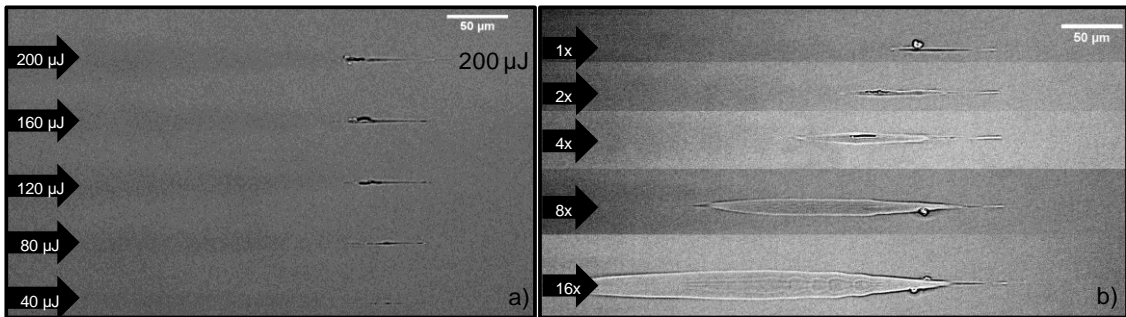 50 µm
200 µJ
200 µJ
160 µJ
120 µJ
80 µJ
40 µJ
a)
50 µm
1x
2x
4x
8x
16x
b)